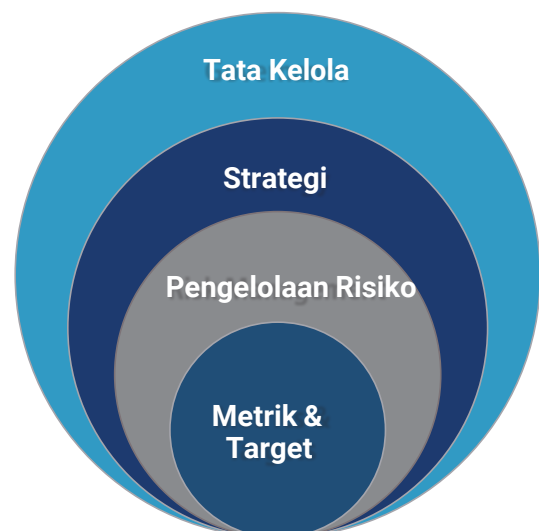 Tata Kelola
Strategi
Pengelolaan Risiko
Metrik &
Target